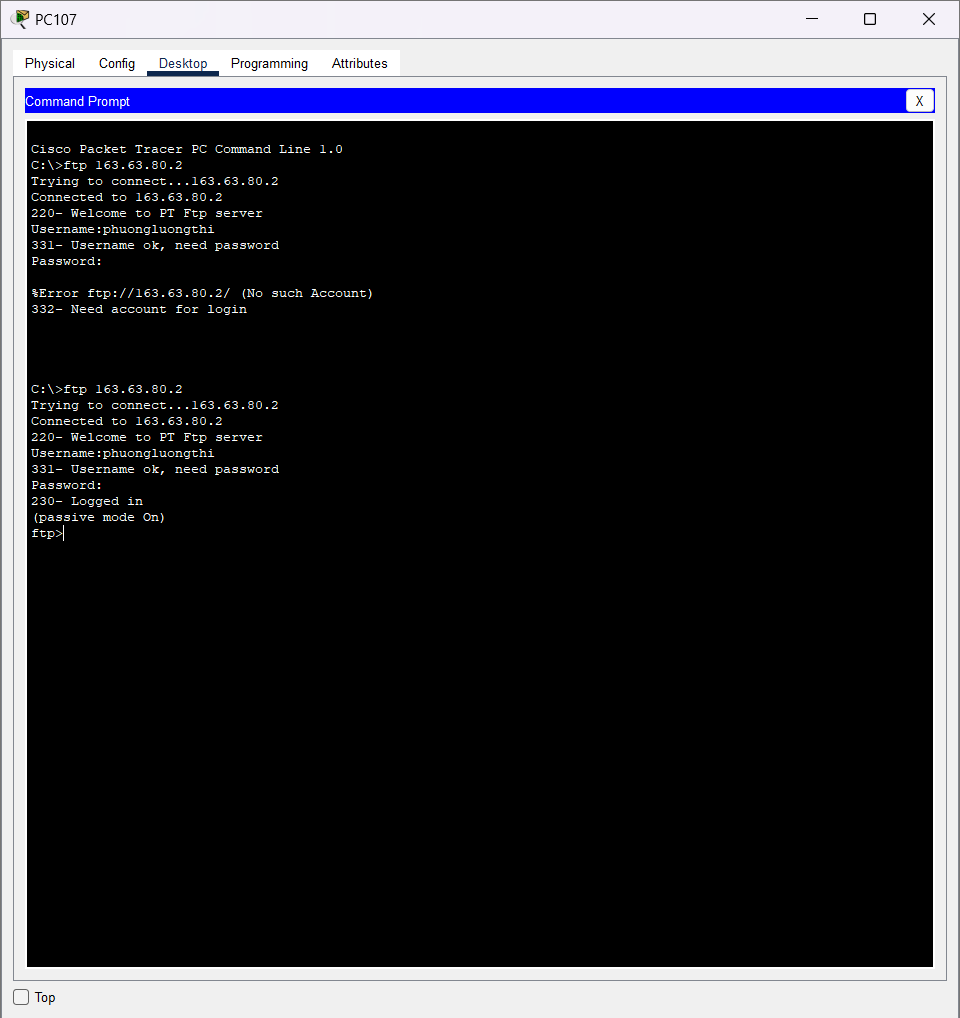 PC107
Physical Config Desktop Programming Attributes
Command Prompt
X
Cisco Packet Tracer PC Command Line 1.0
C:\>ftp 163.63.80.2
Trying to connect...163.63.80.2
Connected to 163.63.80.2
220- Welcome to PT Ftp server
Username:phuongluongthi
331- Username ok, need password
Password:
%Error ftp://163.63.80.2/ (No such Account)
332- Need account for login
C:\>ftp 163.63.80.2
Trying to connect...163.63.80.2
Connected to 163.63.80.2
220- Welcome to PT Ftp server
Username:phuongluongthi
331- Username ok, need password
Password:
230- Logged in
(passive mode On)
ftp>
Top